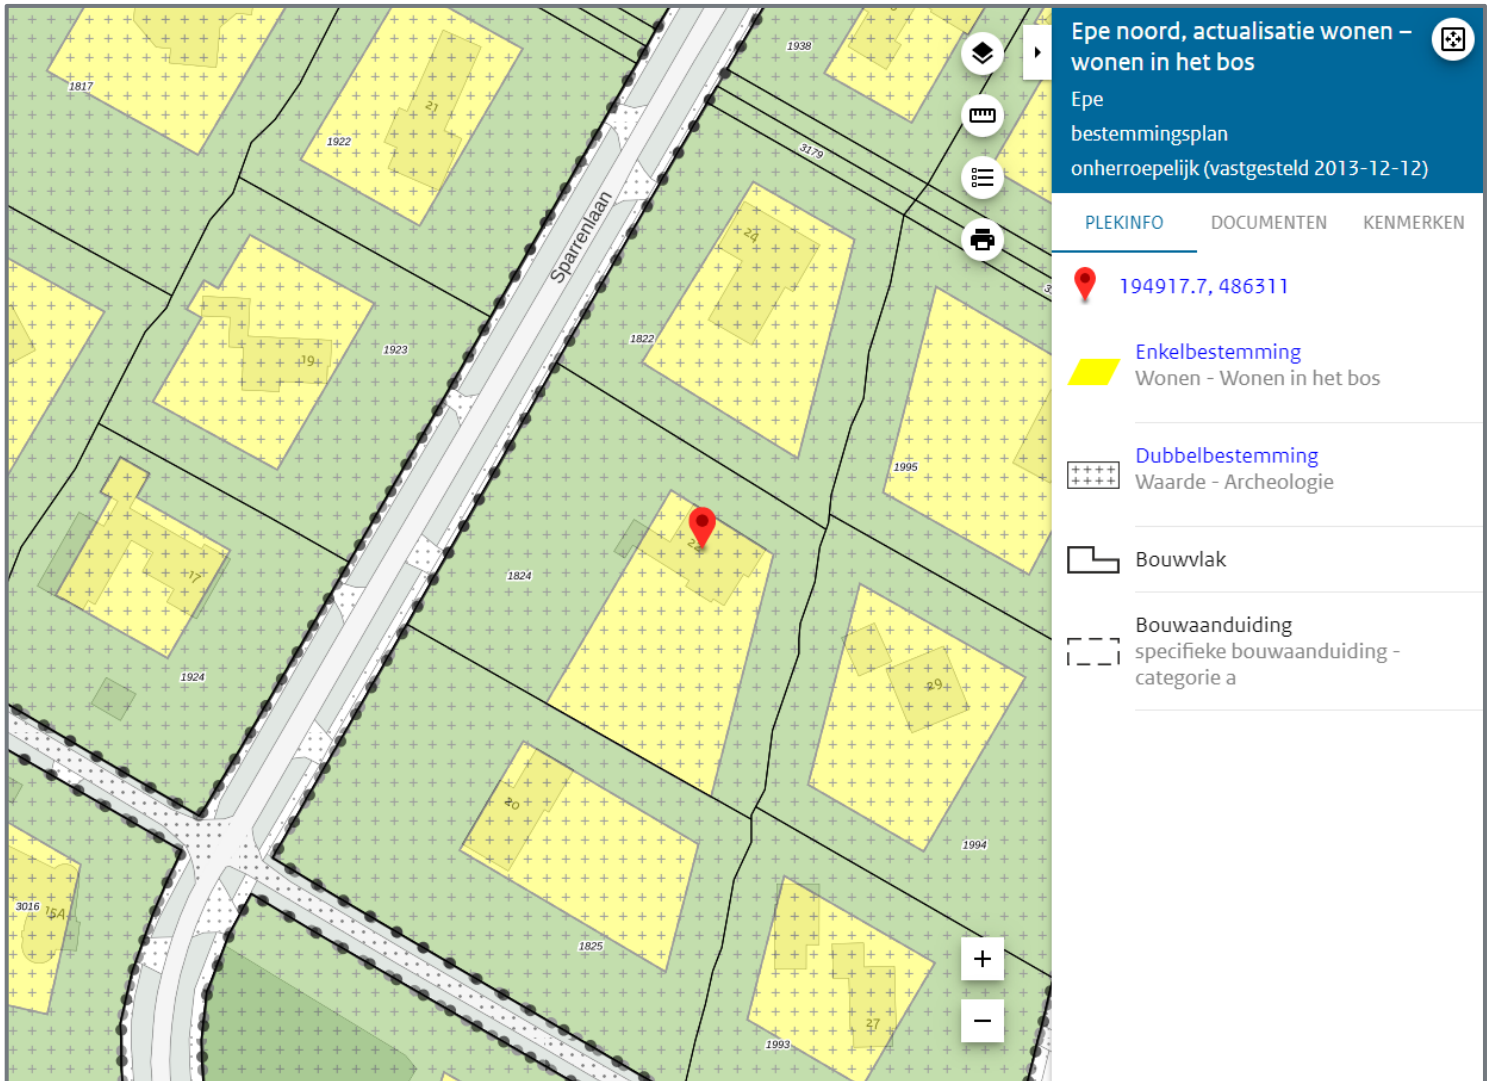 1938
1817
21
1922
3179
Sparrenlaan
24
1822
19
1923
1995
22
1824
17
1924
29
20
1994
3016
15A
1825
27
1993
+
−
Epe noord, actualisatie wonen –
wonen in het bos
Epe
bestemmingsplan
onherroepelijk (vastgesteld 2013-12-12)
PLEKINFO DOCUMENTEN KENMERKEN
194917.7, 486311
Enkelbestemming
Wonen - Wonen in het bos
Dubbelbestemming
Waarde - Archeologie
Bouwvlak
Bouwaanduiding
specifieke bouwaanduiding -
categorie a